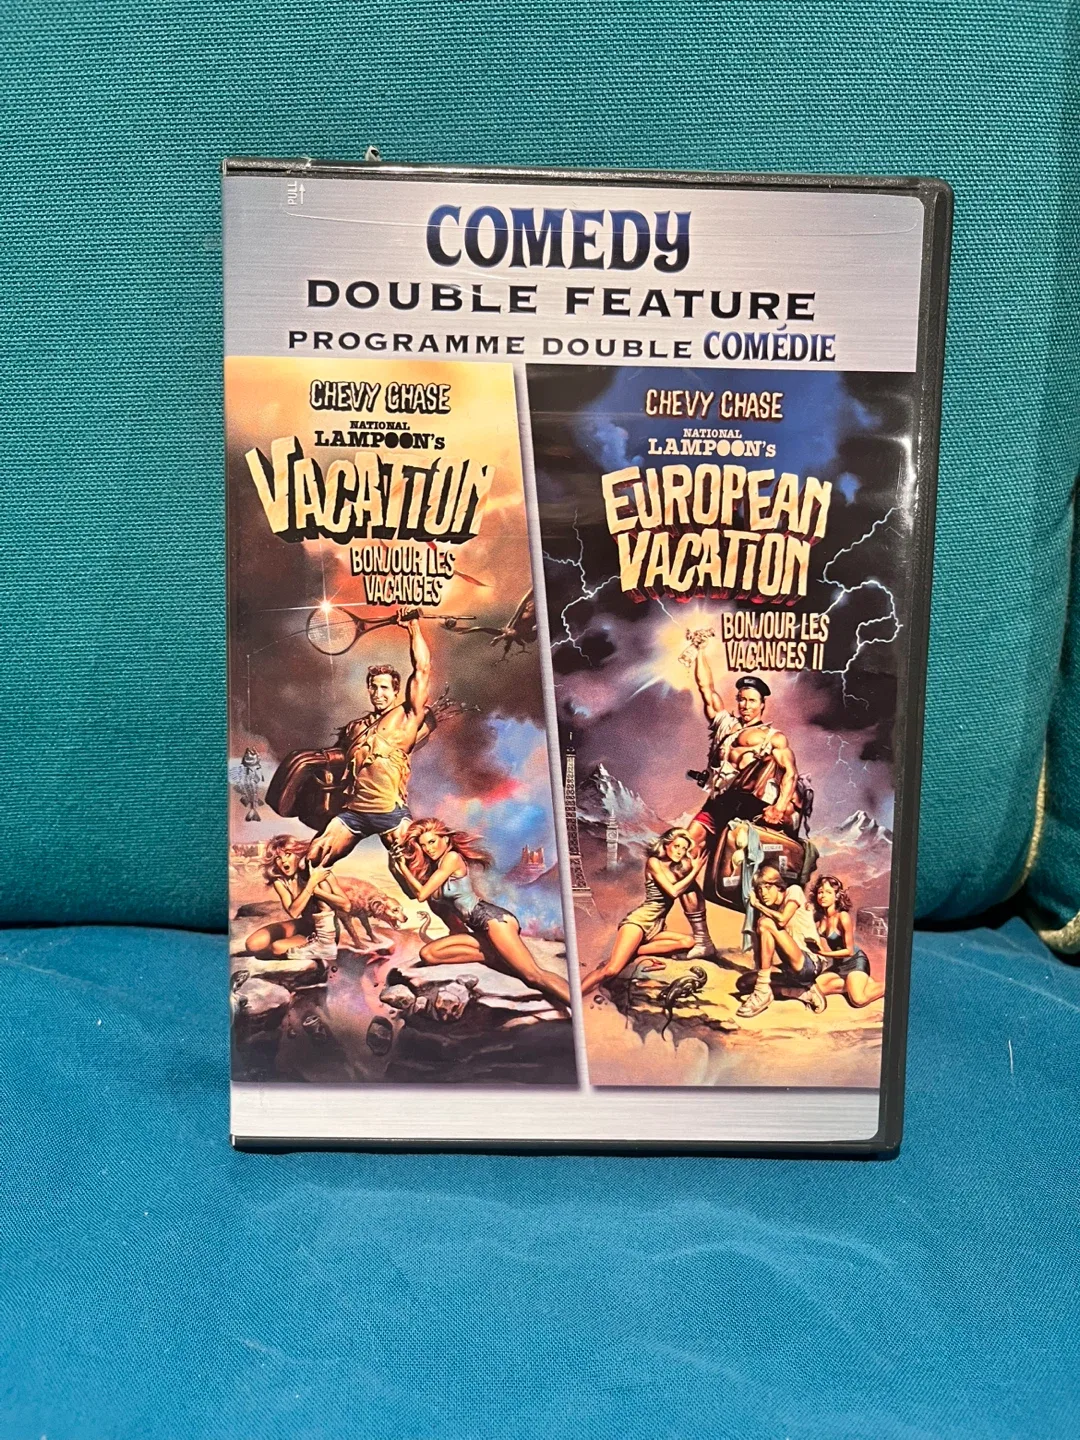 PULL
COMEDY
DOUBLE FEATURE
PROGRAMME DOUBLE COMÉDIE
CHEVY CHASE
NATIONAL
LAMPOON'S
VACATION
BONJOUR LES
VACANCES
CHEVY CHASE
NATIONAL
LAMPOON'S
EUROPEAN
VACATION
BONJOUR LES
VACANCES II